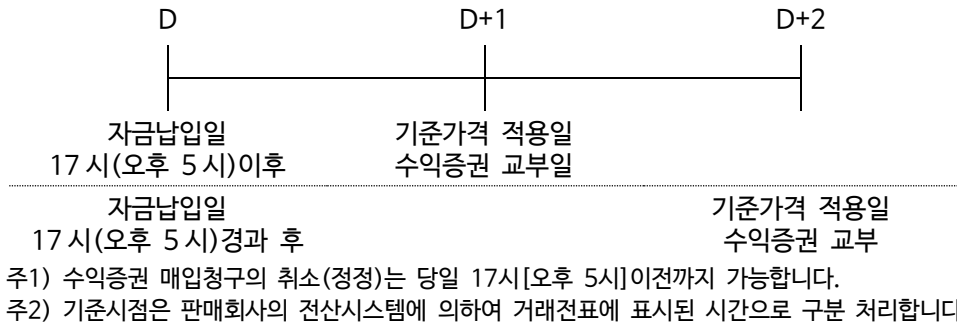 D D+1 D+2
자금납입일 기준가격 적용일
17시(오후 5시)이후 수익증권 교부일
자금납입일 기준가격 적용일
17시(오후 5시)경과 후 수익증권 교부
주1) 수익증권 매입청구의 취소(정정)는 당일 17시[오후 5시]이전까지 가능합니다.
주2) 기준시점은 판매회사의 전산시스템에 의하여 거래전표에 표시된 시간으로 구분 처리합니다